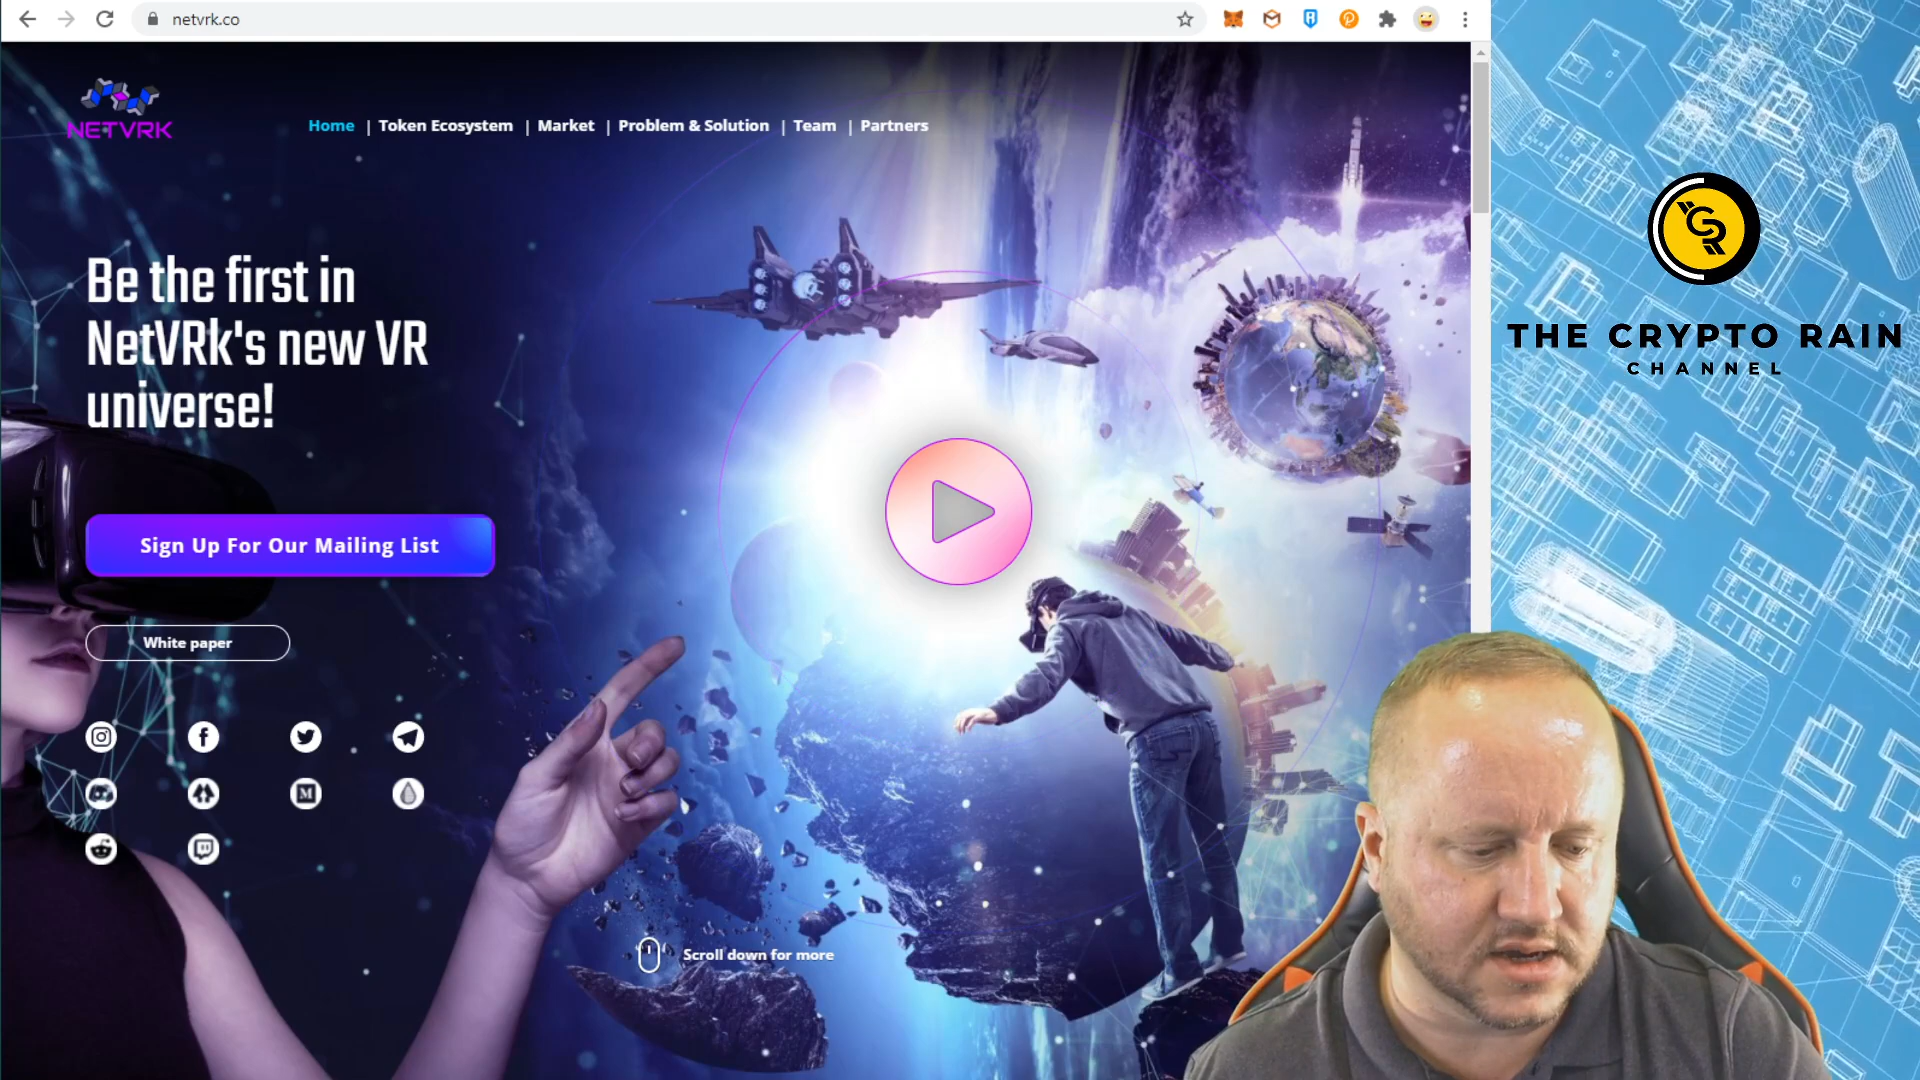 netvrk.co
NETVRK
Home | Token Ecosystem | Market | Problem & Solution | Team | Partners
Be the first in
NetVRk's new VR
universe!
Sign Up For Our Mailing List
White paper
Scroll down for more
CR
THE CRYPTO RAIN
CHANNEL